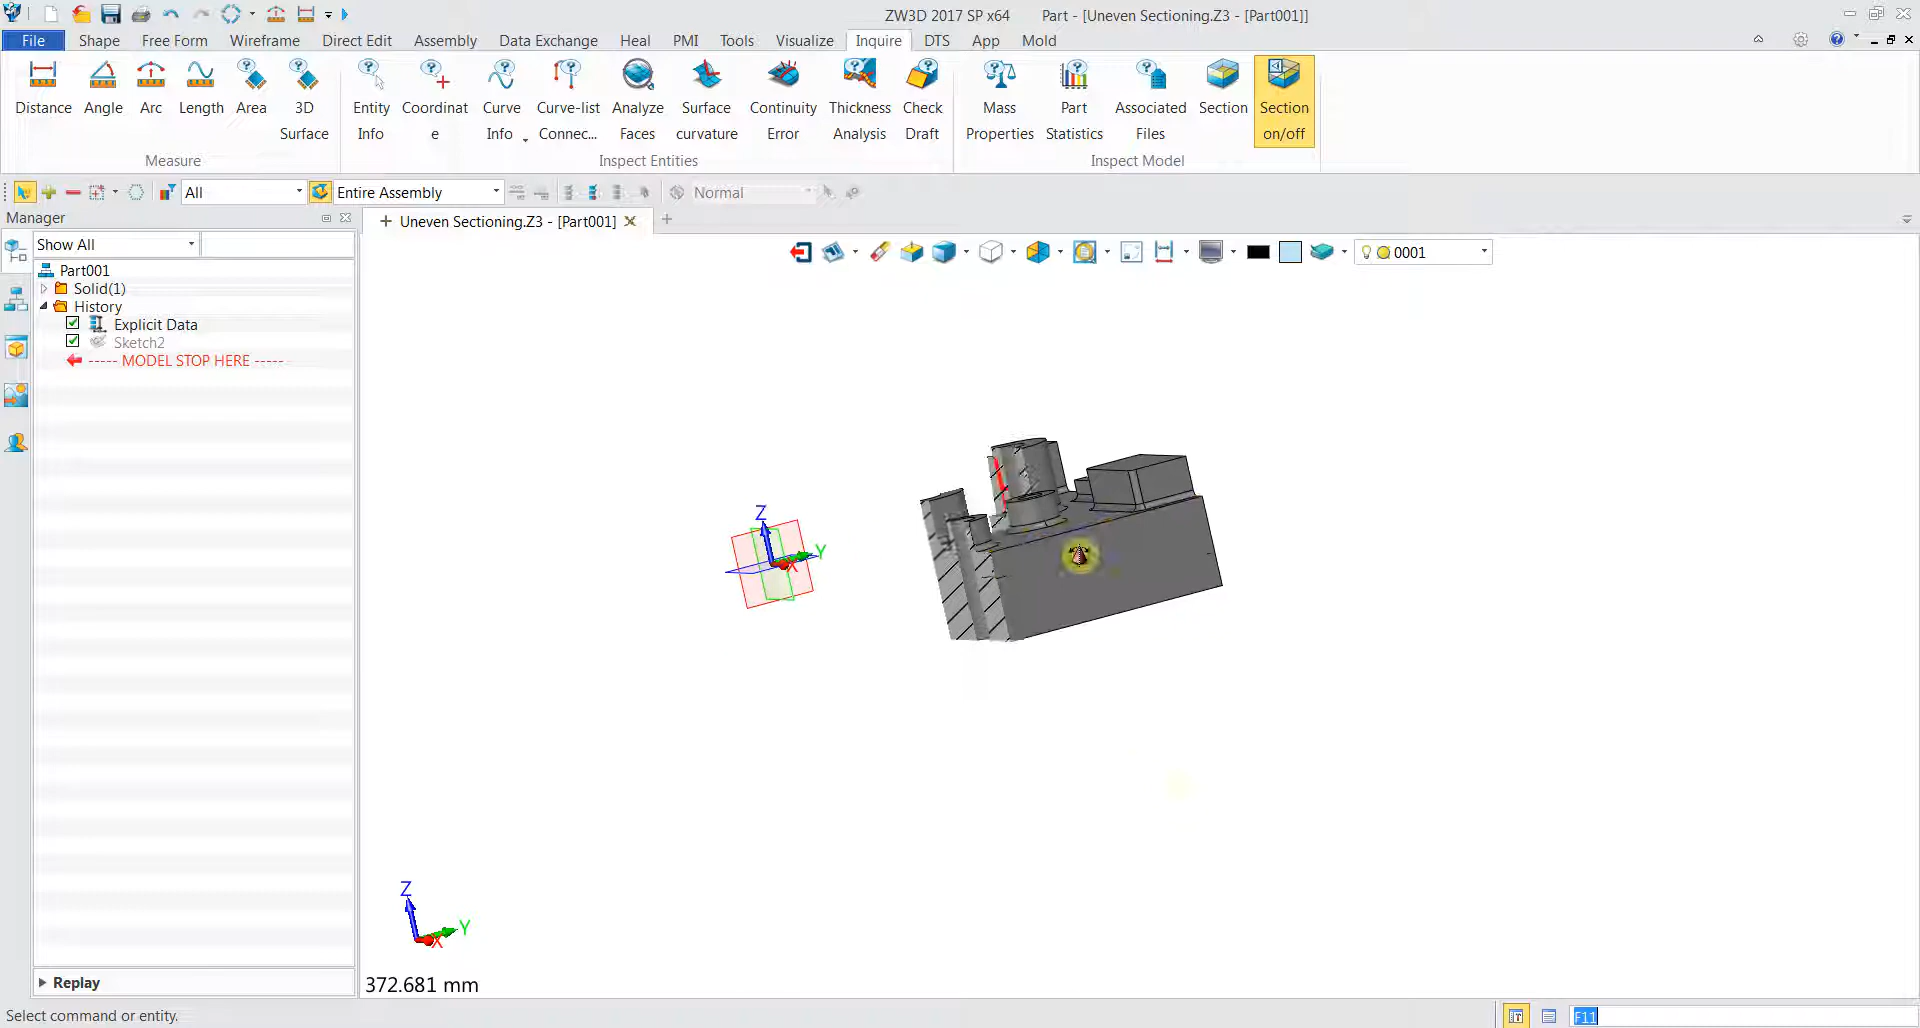 ZW3D 2017 SP x64 Part - [Uneven Sectioning.Z3 - [Part001]]
File Shape Free Form Wireframe Direct Edit Assembly Data Exchange Heal PMI Tools Visualize Inquire DTS App Mold
Distance Angle Arc Length Area 3D Surface
Measure
Entity Info Coordinat e Curve Info Curve-list Connec... Analyze Faces Surface curvature Continuity Error Thickness Analysis Check Draft
Inspect Entities
Mass Properties Part Statistics Associated Files Section Section on/off
Inspect Model
All Entire Assembly Normal
Manager
Uneven Sectioning.Z3 - [Part001]
Show All
0001
Part001
Solid(1)
History
Explicit Data
Sketch2
----- MODEL STOP HERE -----
Z
Y
X
Z
Y
X
Replay
372.681 mm
Select command or entity.
F11